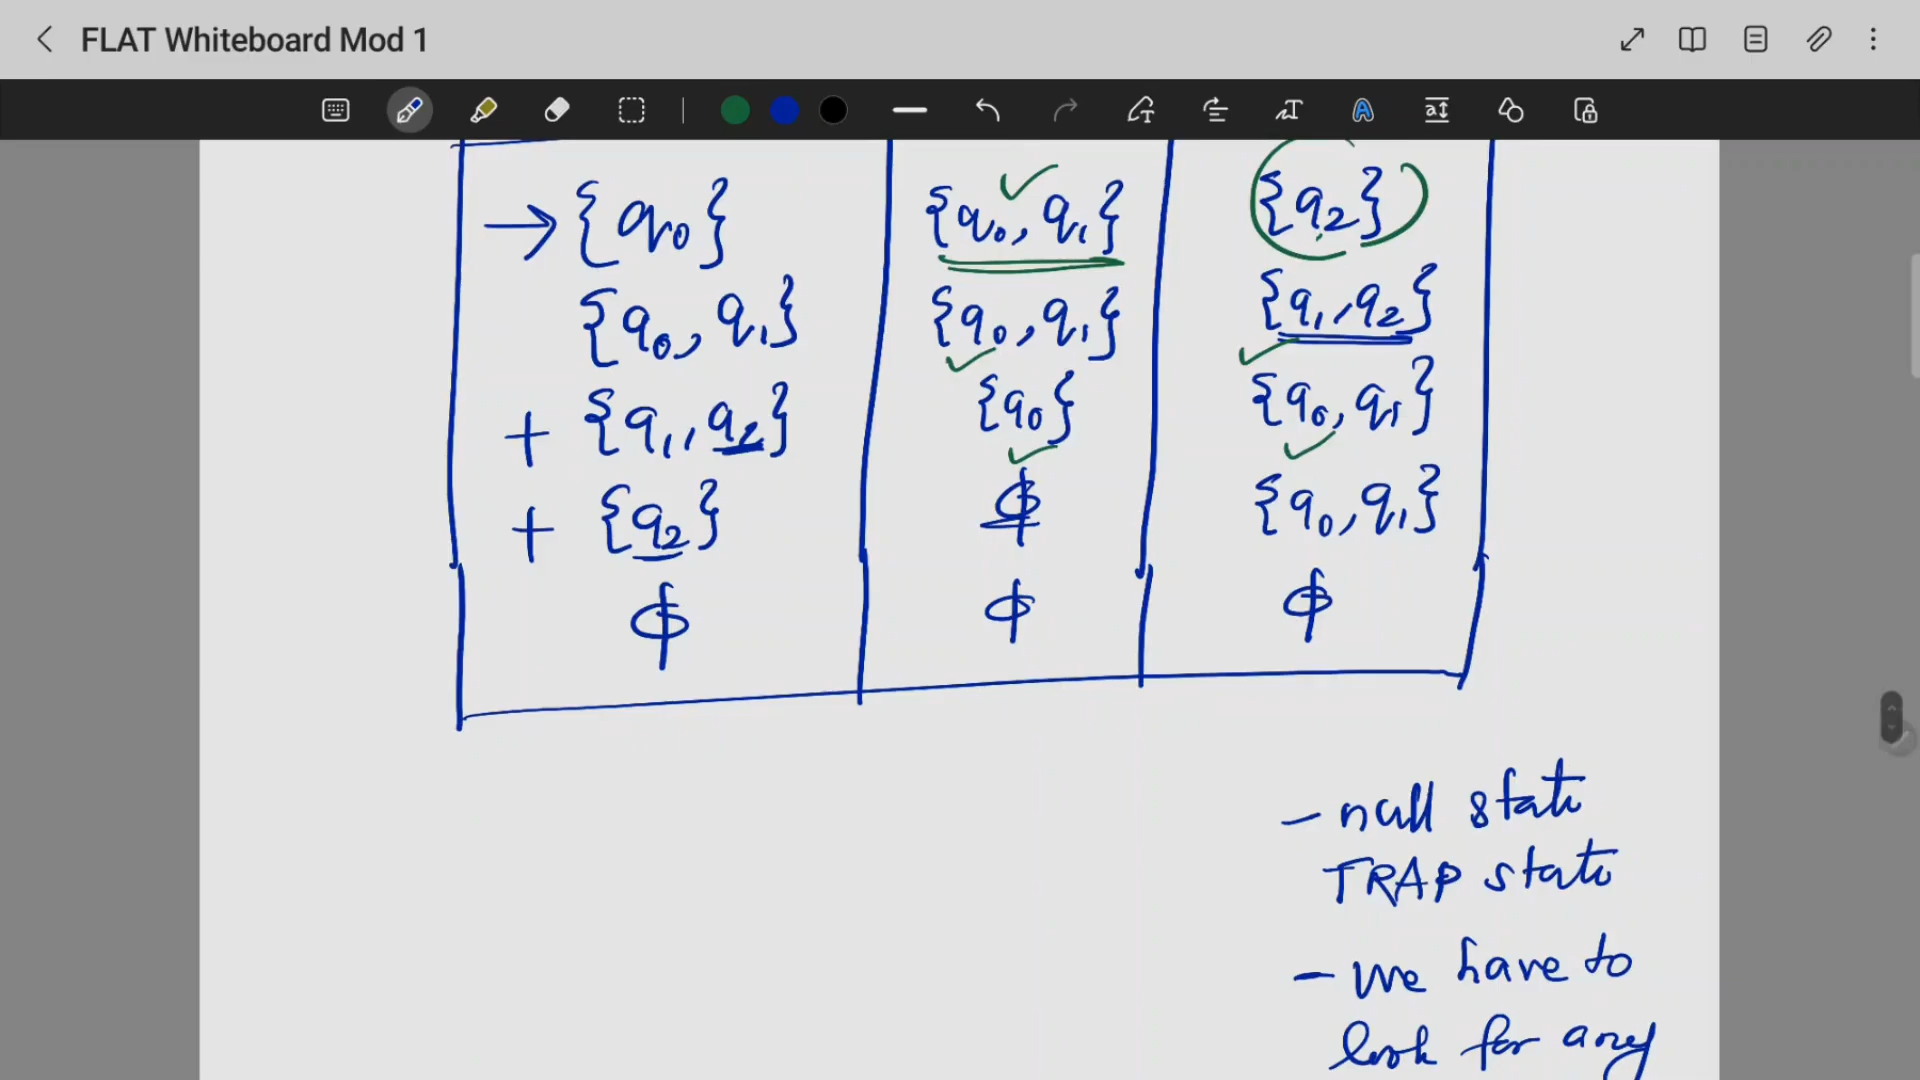 FLAT Whiteboard Mod 1
→ {q0} {q0, q1} {q2}
{q0, q1} {q0, q1} {q1, q2}
+ {q1, q2} {q0} {q0, q1}
+ {q2} ϕ {q0, q1}
ϕ ϕ ϕ
- null state
TRAP state
- We have to
look for any